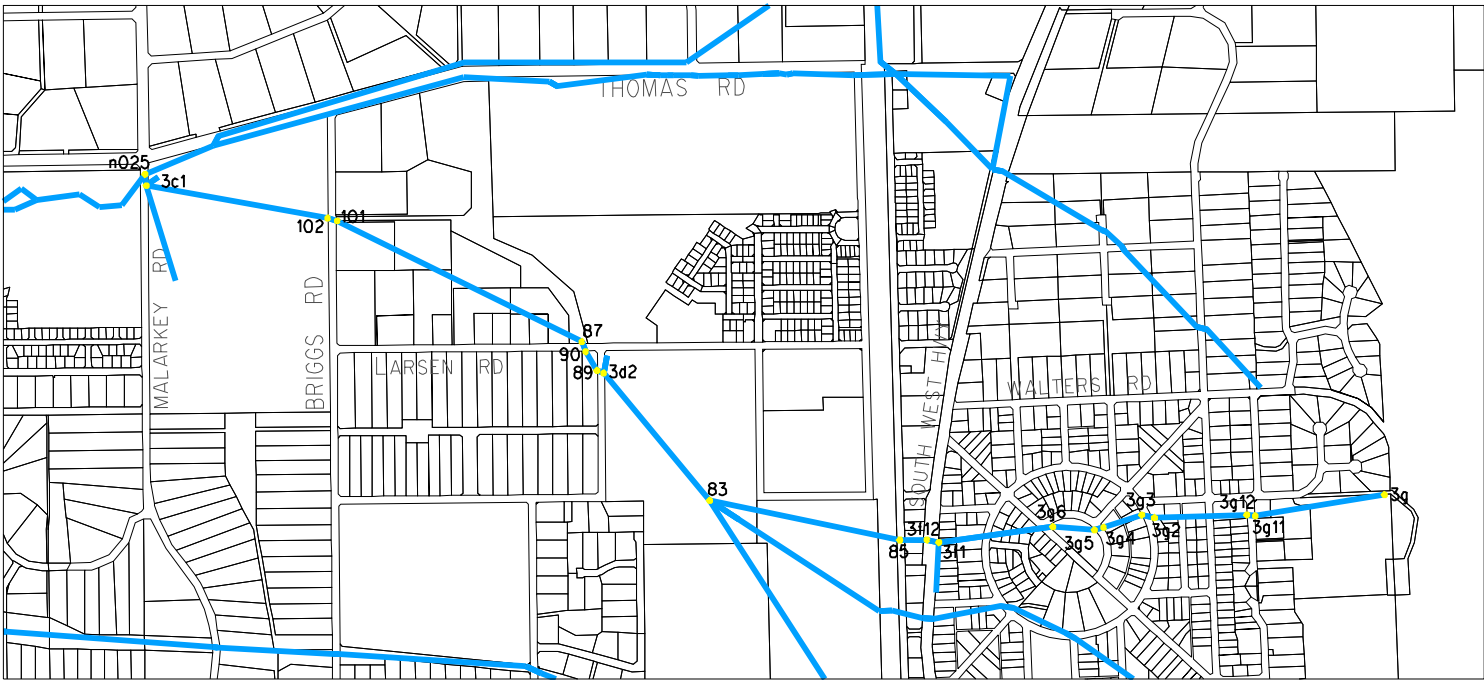 THOMAS RD
n025
3c1
102
101
MALARKEY RD
BRIGGS RD
87
90
LARSEN RD
89
3d2
SOUTH WEST HWY
WALTERS RD
83
3g6
3g3
3g12
3g
3f12
85
3f1
3g5
3g4
3g2
3g11